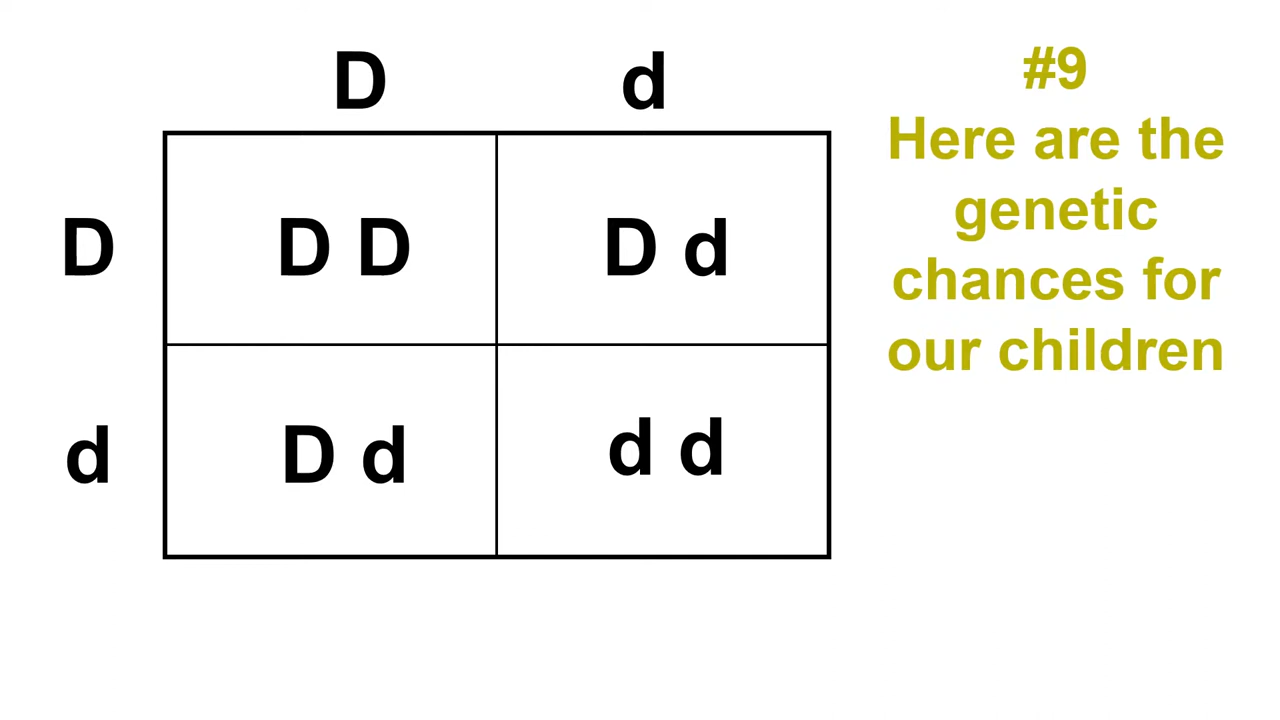 D d
D D D D d
d D d d d
#9
Here are the
genetic
chances for
our children